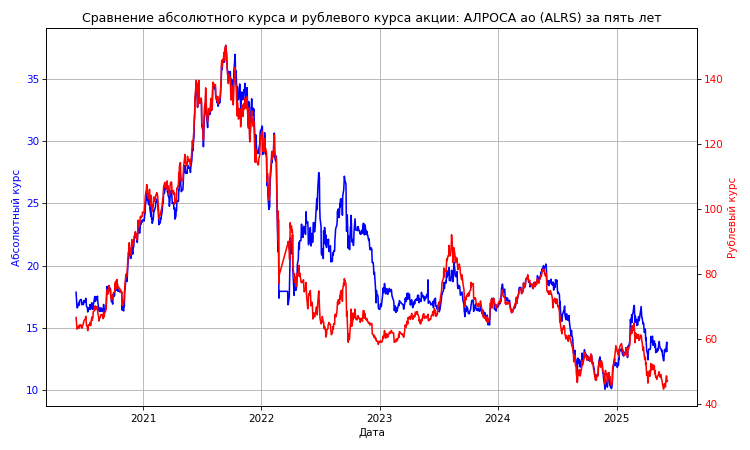 Сравнение абсолютного курса и рублевого курса акции: АЛРОСА ао (ALRS) за пять лет
Абсолютный курс
35
30
25
20
15
10
140
120
100
80
60
40
Рублевый курс
2021 2022 2023 2024 2025
Дата